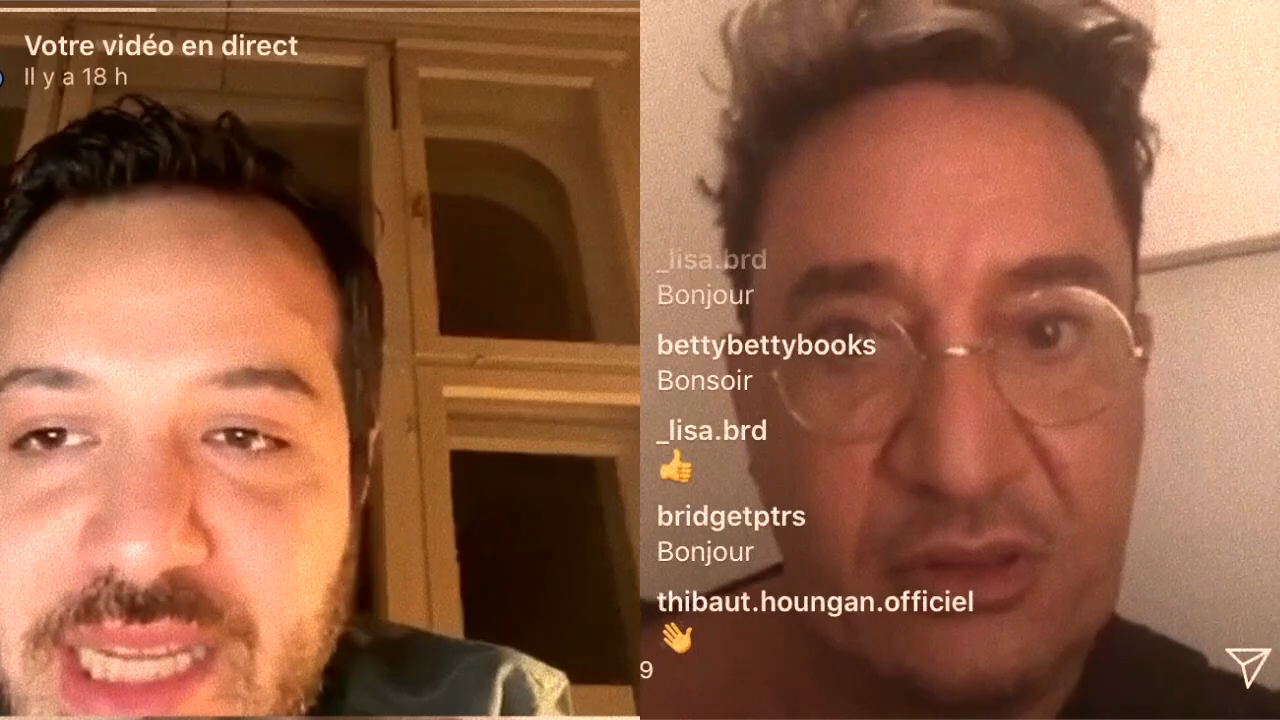 Votre vidéo en direct
Il y a 18 h
_lisa.brd
Bonjour
bettybettybooks
Bonsoir
_lisa.brd
👍
bridgetptrs
Bonjour
thibaut.houngan.officiel
👋
9